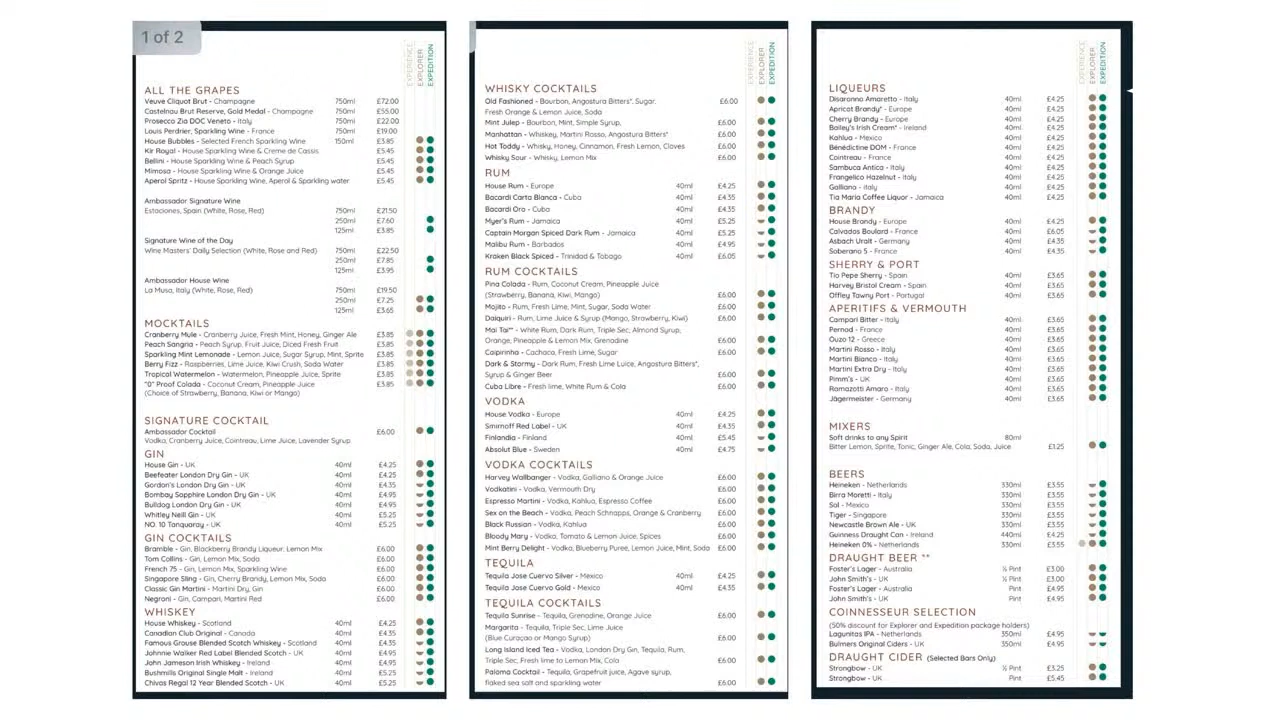 1 of 2
EXPERIENCE
EXPLORER
EXPEDITION
ALL THE GRAPES
Veuve Cliquot Brut - Champagne 750ml £72.00
Castelnau Brut Reserve, Gold Medal - Champagne 750ml £55.00
Prosecco Zia DOC Veneto - Italy 750ml £22.00
Louis Perdrier, Sparkling Wine - France 750ml £19.00
House Bubbles - Selected French Sparkling Wine 150ml £3.85
Kir Royal - House Sparkling Wine & Creme de Cassis £5.45
Bellini - House Sparkling Wine & Peach Syrup £5.45
Mimosa - House Sparkling Wine & Orange Juice £5.45
Aperol Spritz - House Sparkling Wine, Aperol & Sparkling water £5.45
Ambassador Signature Wine
Estaciones, Spain (White, Rose, Red) 750ml £21.50
250ml £7.60
125ml £3.85
Signature Wine of the Day
Wine Masters' Daily Selection (White, Rose and Red) 750ml £22.50
250ml £7.85
125ml £3.95
Ambassador House Wine
La Musa, Italy (White, Rose, Red) 750ml £19.50
250ml £7.25
125ml £3.65
MOCKTAILS
Cranberry Mule - Cranberry Juice, Fresh Mint, Honey, Ginger Ale £3.85
Peach Sangria - Peach Syrup, Fruit Juice, Diced Fresh Fruit £3.85
Sparkling Mint Lemonade - Lemon Juice, Sugar Syrup, Mint, Sprite £3.85
Berry Fizz - Raspberries, Lime Juice, Kiwi Crush, Soda Water £3.85
Tropical Watermelon - Watermelon, Pineapple Juice, Sprite £3.85
"0" Proof Colada - Coconut Cream, Pineapple Juice £3.85
(Choice of Strawberry, Banana, Kiwi or Mango)
SIGNATURE COCKTAIL
Ambassador Cocktail £6.00
Vodka, Cranberry Juice, Cointreau, Lime Juice, Lavender Syrup
GIN
House Gin - UK 40ml £4.25
Beefeater London Dry Gin - UK 40ml £4.25
Gordon's London Dry Gin - UK 40ml £4.35
Bombay Sapphire London Dry Gin - UK 40ml £4.95
Bulldog London Dry Gin - UK 40ml £4.95
Whitley Neill Gin - UK 40ml £5.25
NO. 10 Tanquaray - UK 40ml £5.25
GIN COCKTAILS
Bramble - Gin, Blackberry Brandy Liqueur, Lemon Mix £6.00
Tom Collins - Gin, Lemon Mix, Soda £6.00
French 75 - Gin, Lemon Mix, Sparkling Wine £6.00
Singapore Sling - Gin, Cherry Brandy, Lemon Mix, Soda £6.00
Classic Gin Martini - Martini Dry, Gin £6.00
Negroni - Gin, Campari, Martini Red £6.00
WHISKEY
House Whiskey - Scotland 40ml £4.25
Canadian Club Original - Canada 40ml £4.35
Famous Grouse Blended Scotch Whiskey - Scotland 40ml £4.35
Johnnie Walker Red Label Blended Scotch - UK 40ml £4.95
John Jameson Irish Whiskey - Ireland 40ml £4.95
Bushmills Original Single Malt - Ireland 40ml £5.25
Chivas Regal 12 Year Blended Scotch - UK 40ml £5.25
EXPERIENCE
EXPLORER
EXPEDITION
WHISKY COCKTAILS
Old Fashioned - Bourbon, Angostura Bitters*, Sugar, £6.00
Fresh Orange & Lemon Juice, Soda
Mint Julep - Bourbon, Mint, Simple Syrup, £6.00
Manhattan - Whiskey, Martini Rosso, Angostura Bitters* £6.00
Hot Toddy - Whisky, Honey, Cinnamon, Fresh Lemon, Cloves £6.00
Whisky Sour - Whisky, Lemon Mix £6.00
RUM
House Rum - Europe 40ml £4.25
Bacardi Carta Blanca - Cuba 40ml £4.35
Bacardi Oro - Cuba 40ml £4.35
Myer's Rum - Jamaica 40ml £5.25
Captain Morgan Spiced Dark Rum - Jamaica 40ml £5.25
Malibu Rum - Barbados 40ml £4.95
Kraken Black Spiced - Trinidad & Tobago 40ml £6.05
RUM COCKTAILS
Pina Colada - Rum, Coconut Cream, Pineapple Juice
(Strawberry, Banana, Kiwi, Mango) £6.00
Mojito - Rum, Fresh Lime, Mint, Sugar, Soda Water £6.00
Daiquiri - Rum, Lime Juice & Syrup (Mango, Strawberry, Kiwi) £6.00
Mai Tai** - White Rum, Dark Rum, Triple Sec, Almond Syrup,
Orange, Pineapple & Lemon Mix, Grenadine £6.00
Caiprinha - Cachaca, Fresh Lime, Sugar £6.00
Dark & Stormy - Dark Rum, Fresh Lime Luice, Angostura Bitters*,
Syrup & Ginger Beer £6.00
Cuba Libre - Fresh lime, White Rum & Cola £6.00
VODKA
House Vodka - Europe 40ml £4.25
Smirnoff Red Label - UK 40ml £4.35
Finlandia - Finland 40ml £5.45
Absolut Blue - Sweden 40ml £4.75
VODKA COCKTAILS
Harvey Wallbanger - Vodka, Galliano & Orange Juice £6.00
Vodkatini - Vodka, Vermouth Dry £6.00
Espresso Martini - Vodka, Kahlua, Espresso Coffee £6.00
Sex on the Beach - Vodka, Peach Schnapps, Orange & Cranberry £6.00
Black Russian - Vodka, Kahlua £6.00
Bloody Mary - Vodka, Tomato & Lemon Juice, Spices £6.00
Mint Berry Delight - Vodka, Blueberry Puree, Lemon Juice, Mint, Soda £6.00
TEQUILA
Tequila Jose Cuervo Silver - Mexico 40ml £4.25
Tequila Jose Cuervo Gold - Mexico 40ml £4.35
TEQUILA COCKTAILS
Tequila Sunrise - Tequila, Grenadine, Orange Juice £6.00
Margarita - Tequila, Triple Sec, Lime Juice
(Blue Curaçao or Mango Syrup) £6.00
Long Island Iced Tea - Vodka, London Dry Gin, Tequila, Rum,
Triple Sec, Fresh lime to Lemon Mix, Cola £6.00
Paloma Cocktail - Tequila, Grapefruit juice, Agave syrup,
flaked sea salt and sparkling water £6.00
EXPERIENCE
EXPLORER
EXPEDITION
LIQUEURS
Disaronno Amaretto - Italy 40ml £4.25
Apricot Brandy* - Europe 40ml £4.25
Cherry Brandy - Europe 40ml £4.25
Bailey's Irish Cream* - Ireland 40ml £4.25
Kahlua - Mexico 40ml £4.25
Bénédictine DOM - France 40ml £4.25
Cointreau - France 40ml £4.25
Sambuca Antica - Italy 40ml £4.25
Frangelico Hazelnut - Italy 40ml £4.25
Galliano - Italy 40ml £4.25
Tia Maria Coffee Liquor - Jamaica 40ml £4.25
BRANDY
House Brandy - Europe 40ml £4.25
Calvados Boulard - France 40ml £6.05
Asbach Uralt - Germany 40ml £4.35
Soberano 5 - France 40ml £4.35
SHERRY & PORT
Tio Pepe Sherry - Spain 40ml £3.65
Harvey Bristol Cream - Spain 40ml £3.65
Offley Tawny Port - Portugal 40ml £3.65
APERITIFS & VERMOUTH
Campari Bitter - Italy 40ml £3.65
Pernod - France 40ml £3.65
Ouzo 12 - Greece 40ml £3.65
Martini Rosso - Italy 40ml £3.65
Martini Bianco - Italy 40ml £3.65
Martini Extra Dry - Italy 40ml £3.65
Pimm's - UK 40ml £3.65
Ramazotti Amaro - Italy 40ml £3.65
Jägermeister - Germany 40ml £3.65
MIXERS
Soft drinks to any Spirit 80ml
Bitter Lemon, Tonic, Ginger Ale, Cola, Soda, Juice £1.25
BEERS
Heineken - Netherlands 330ml £3.55
Birra Moretti - Italy 330ml £3.55
Sol - Mexico 330ml £3.55
Tiger - Singapore 330ml £3.55
Newcastle Brown Ale - UK 330ml £3.55
Guinness Draught Can - Ireland 440ml £4.25
Heineken 0% - Netherlands 330ml £3.55
DRAUGHT BEER **
Foster's Lager - Australia ½ Pint £3.00
John Smith's - UK ½ Pint £3.00
Foster's Lager - Australia Pint £4.95
John Smith's - UK Pint £4.95
COINNESEUR SELECTION
(50% discount for Explorer and Expedition package holders)
Lagunitas IPA - Netherlands 350ml £4.95
Bulmers Original Ciders - UK 350ml £4.95
DRAUGHT CIDER (Selected Bars Only)
Strongbow - UK ½ Pint £3.25
Strongbow - UK Pint £5.45